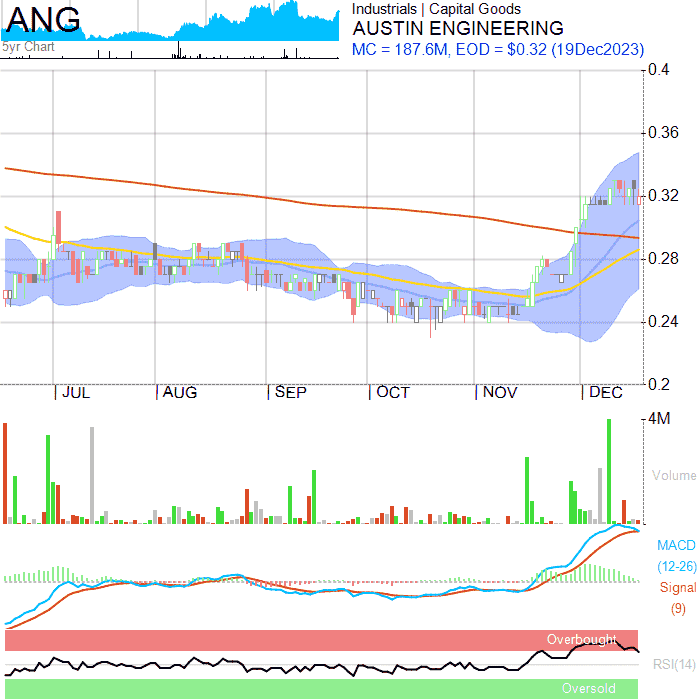 ANG
5yr Chart
Industrials | Capital Goods
AUSTIN ENGINEERING
MC = 187.6M, EOD = $0.32 (19Dec2023)
0.4
0.36
0.32
0.28
0.24
0.2
JUL AUG SEP OCT NOV DEC
4M
Volume
MACD
(12-26)
Signal
(9)
Overbought
RSI(14)
Oversold